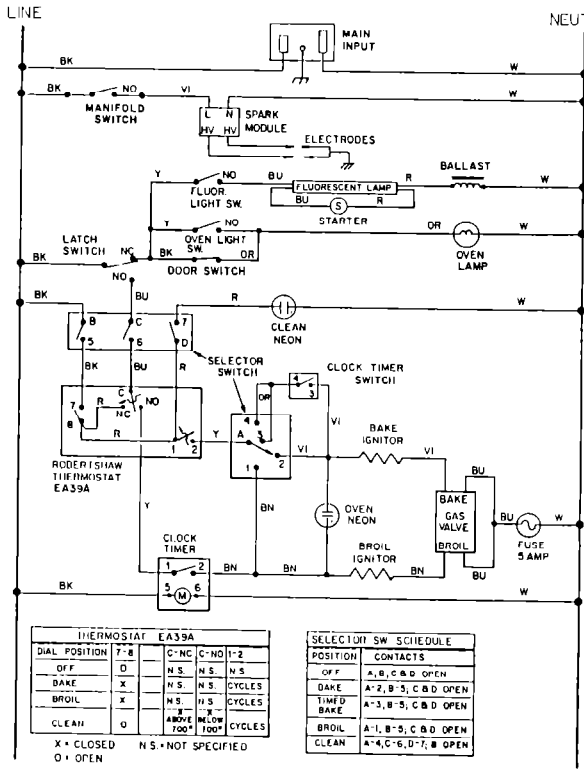 LINE
NEUT
MAIN
INPUT
BK
W
BK
NO
VI
W
MANIFOLD
SWITCH
L N
HV HV
SPARK
MODULE
ELECTRODES
Y
NO
BU
FLUORESCENT LAMP
R
BALLAST
W
FLUOR.
LIGHT SW.
BU
S
R
STARTER
Y
NO
OVEN LIGHT
SW.
OR
W
LATCH
SWITCH
NC
BK
OR
DOOR SWITCH
OVEN
LAMP
BK
NO
BK
BU
R
W
CLEAN
NEON
B
C
7
5
6
D
SELECTOR
SWITCH
BK
BU
R
CLOCK TIMER
SWITCH
4
3
OR
C
NO
7
R
NC
8
R
1 2
Y
4
A
3
2
1
VI
VI
BAKE
IGNITOR
VI
BU
ROBERTSHAW
THERMOSTAT
EA39A
BN
OVEN
NEON
BAKE
GAS
VALVE
BROIL
BU
W
FUSE
5 AMP
Y
CLOCK
TIMER
BROIL
IGNITOR
BU
1 2
BN
BN
BN
BK
5
M
6
W
THERMOSTAT EA39A
DIAL POSITION 7-8 C-NC C-NO 1-2
OFF O N.S. N.S. N S
BAKE X N S. N S. CYCLES
BROIL X N S. N S. CYCLES
CLEAN O X ABOVE 700° X BELOW 700° CYCLES
X = CLOSED N S. = NOT SPECIFIED
O = OPEN
SELECTOR SW SCHEDULE
POSITION CONTACTS
OFF A, B, C & D OPEN
BAKE A-2, B-5; C & D OPEN
TIMED BAKE A-3, B-5; C & D OPEN
BROIL A-1, B-5; C & D OPEN
CLEAN A-4, C-6, D-7; B OPEN